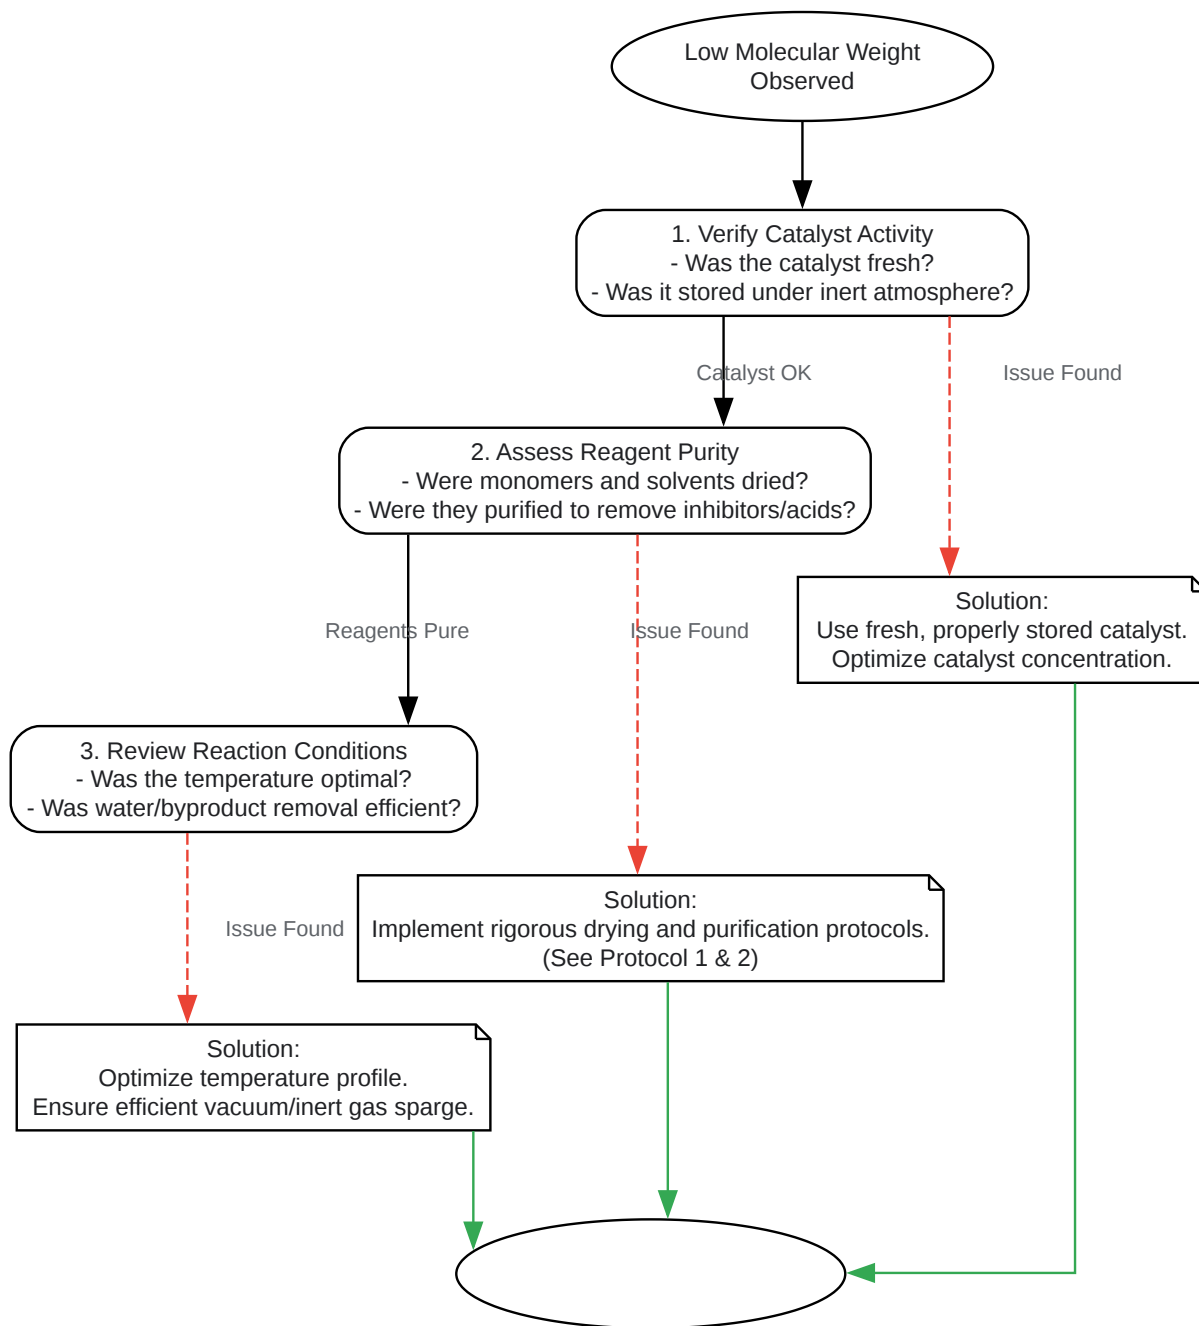 Low Molecular Weight
Observed
1. Verify Catalyst Activity
- Was the catalyst fresh?
- Was it stored under inert atmosphere?
Catalyst OK
Issue Found
2. Assess Reagent Purity
- Were monomers and solvents dried?
- Were they purified to remove inhibitors/acids?
Reagents Pure
Issue Found
Solution:
Use fresh, properly stored catalyst.
Optimize catalyst concentration.
3. Review Reaction Conditions
- Was the temperature optimal?
- Was water/byproduct removal efficient?
Issue Found
Solution:
Implement rigorous drying and purification protocols.
(See Protocol 1 & 2)
Solution:
Optimize temperature profile.
Ensure efficient vacuum/inert gas sparge.